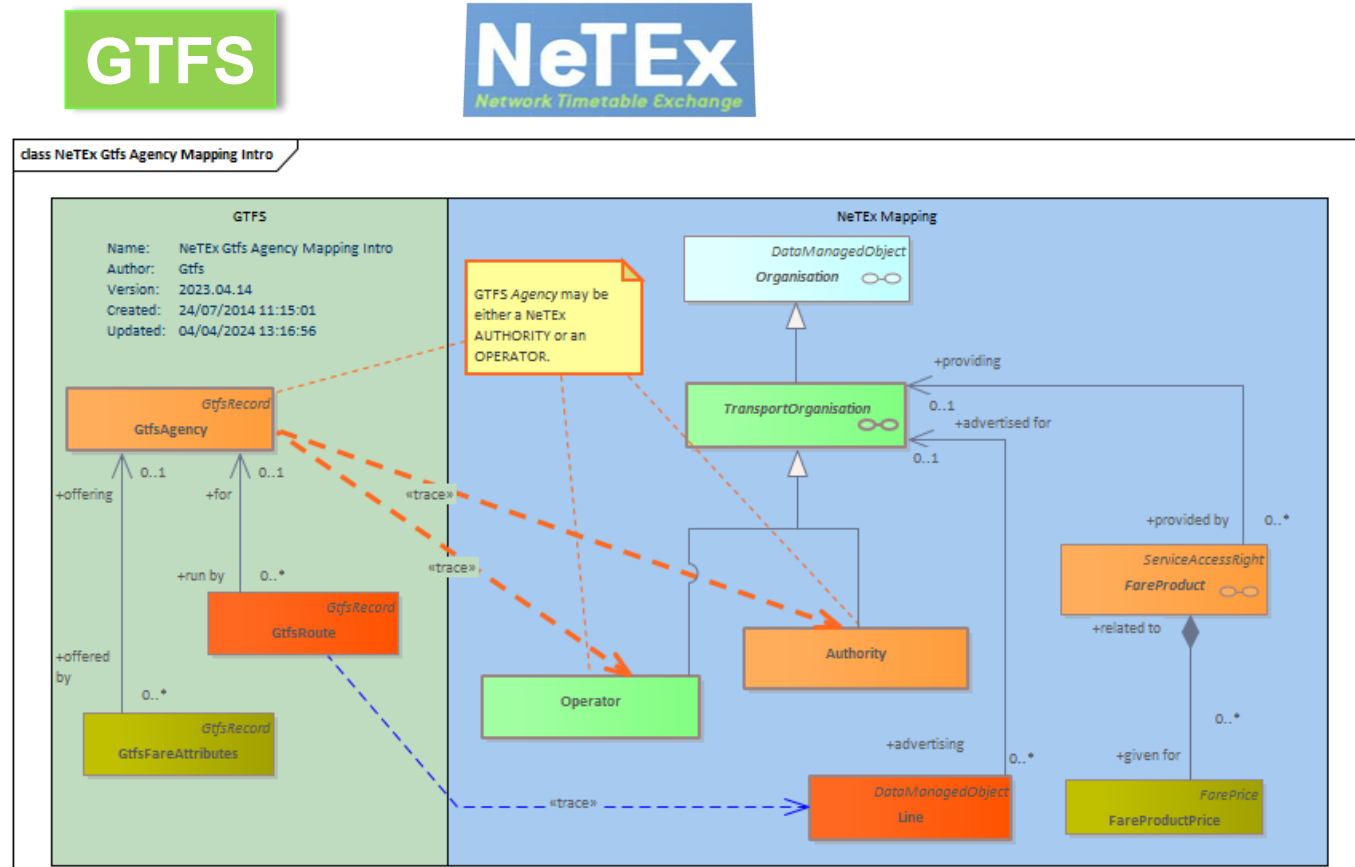 GTFS
NeTEx
Network Timetable Exchange
class NeTEx Gtfs Agency Mapping Intro
GTFS
Name: NeTEx Gtfs Agency Mapping Intro
Author: Gtfs
Version: 2023.04.14
Created: 24/07/2014 11:15:01
Updated: 04/04/2024 13:16:56
NeTEx Mapping
DataManagedObject
Organisation
GTFS Agency may be
either a NeTEx
AUTHORITY or an
OPERATOR.
+providing
0..1
TransportOrganisation
+advertised for
0..1
GtfsRecord
GtfsAgency
0..1
0..1
+offering
+for
«trace»
«trace»
+provided by
0..*
+run by
0..*
ServiceAccessRight
FareProduct
GtfsRecord
GtfsRoute
+related to
Authority
+offered
by
0..*
Operator
GtfsRecord
GtfsFareAttributes
0..*
+advertising
0..*
+given for
«trace»
DataManagedObject
Line
FarePrice
FareProductPrice